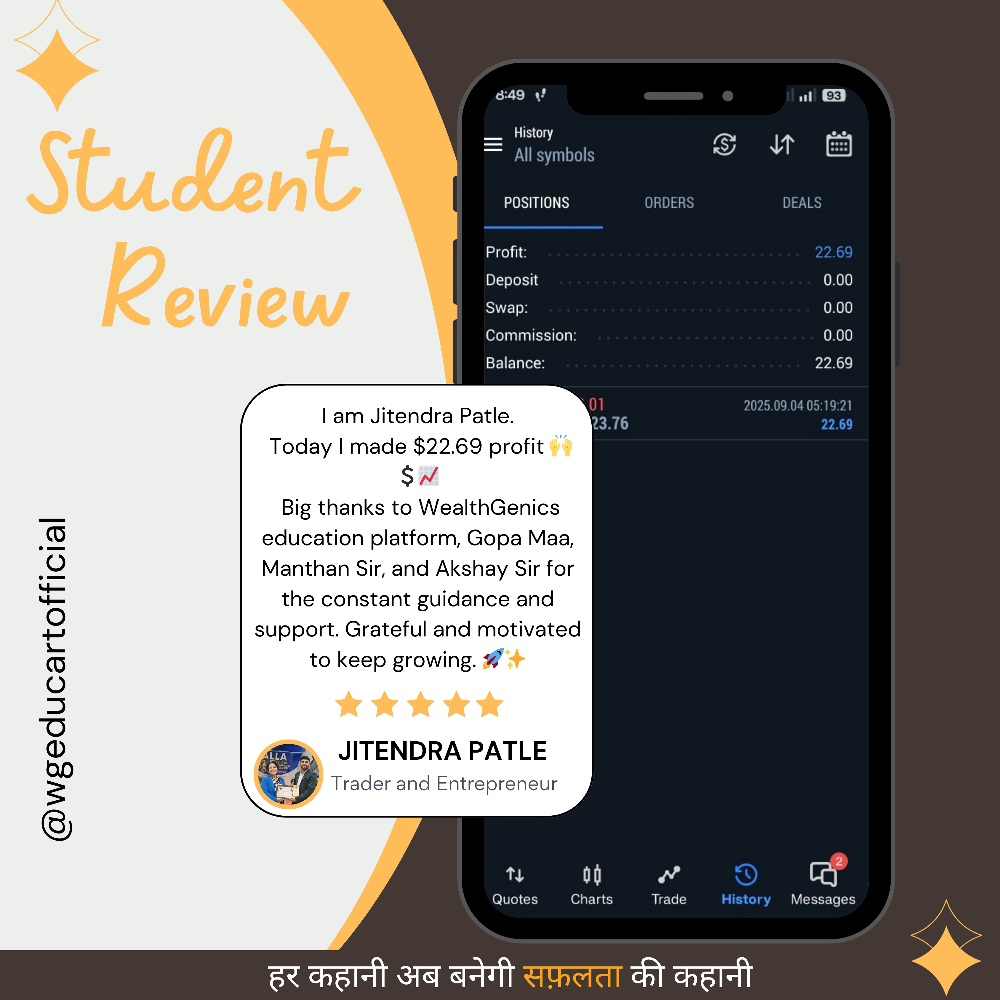 Student
Review
@wgeducartofficial
8:49
93
History
All symbols
POSITIONS ORDERS DEALS
Profit: 22.69
Deposit 0.00
Swap: 0.00
Commission: 0.00
Balance: 22.69
01 2025.09.04 05:19:21
23.76 22.69
I am Jitendra Patle.
Today I made $22.69 profit 🙌
$📈
Big thanks to WealthGenics
education platform, Gopa Maa,
Manthan Sir, and Akshay Sir for
the constant guidance and
support. Grateful and motivated
to keep growing. 🚀✨
ALLA
JITENDRA PATLE
Trader and Entrepreneur
2
Quotes Charts Trade History Messages
हर कहानी अब बनेगी सफ़लता की कहानी